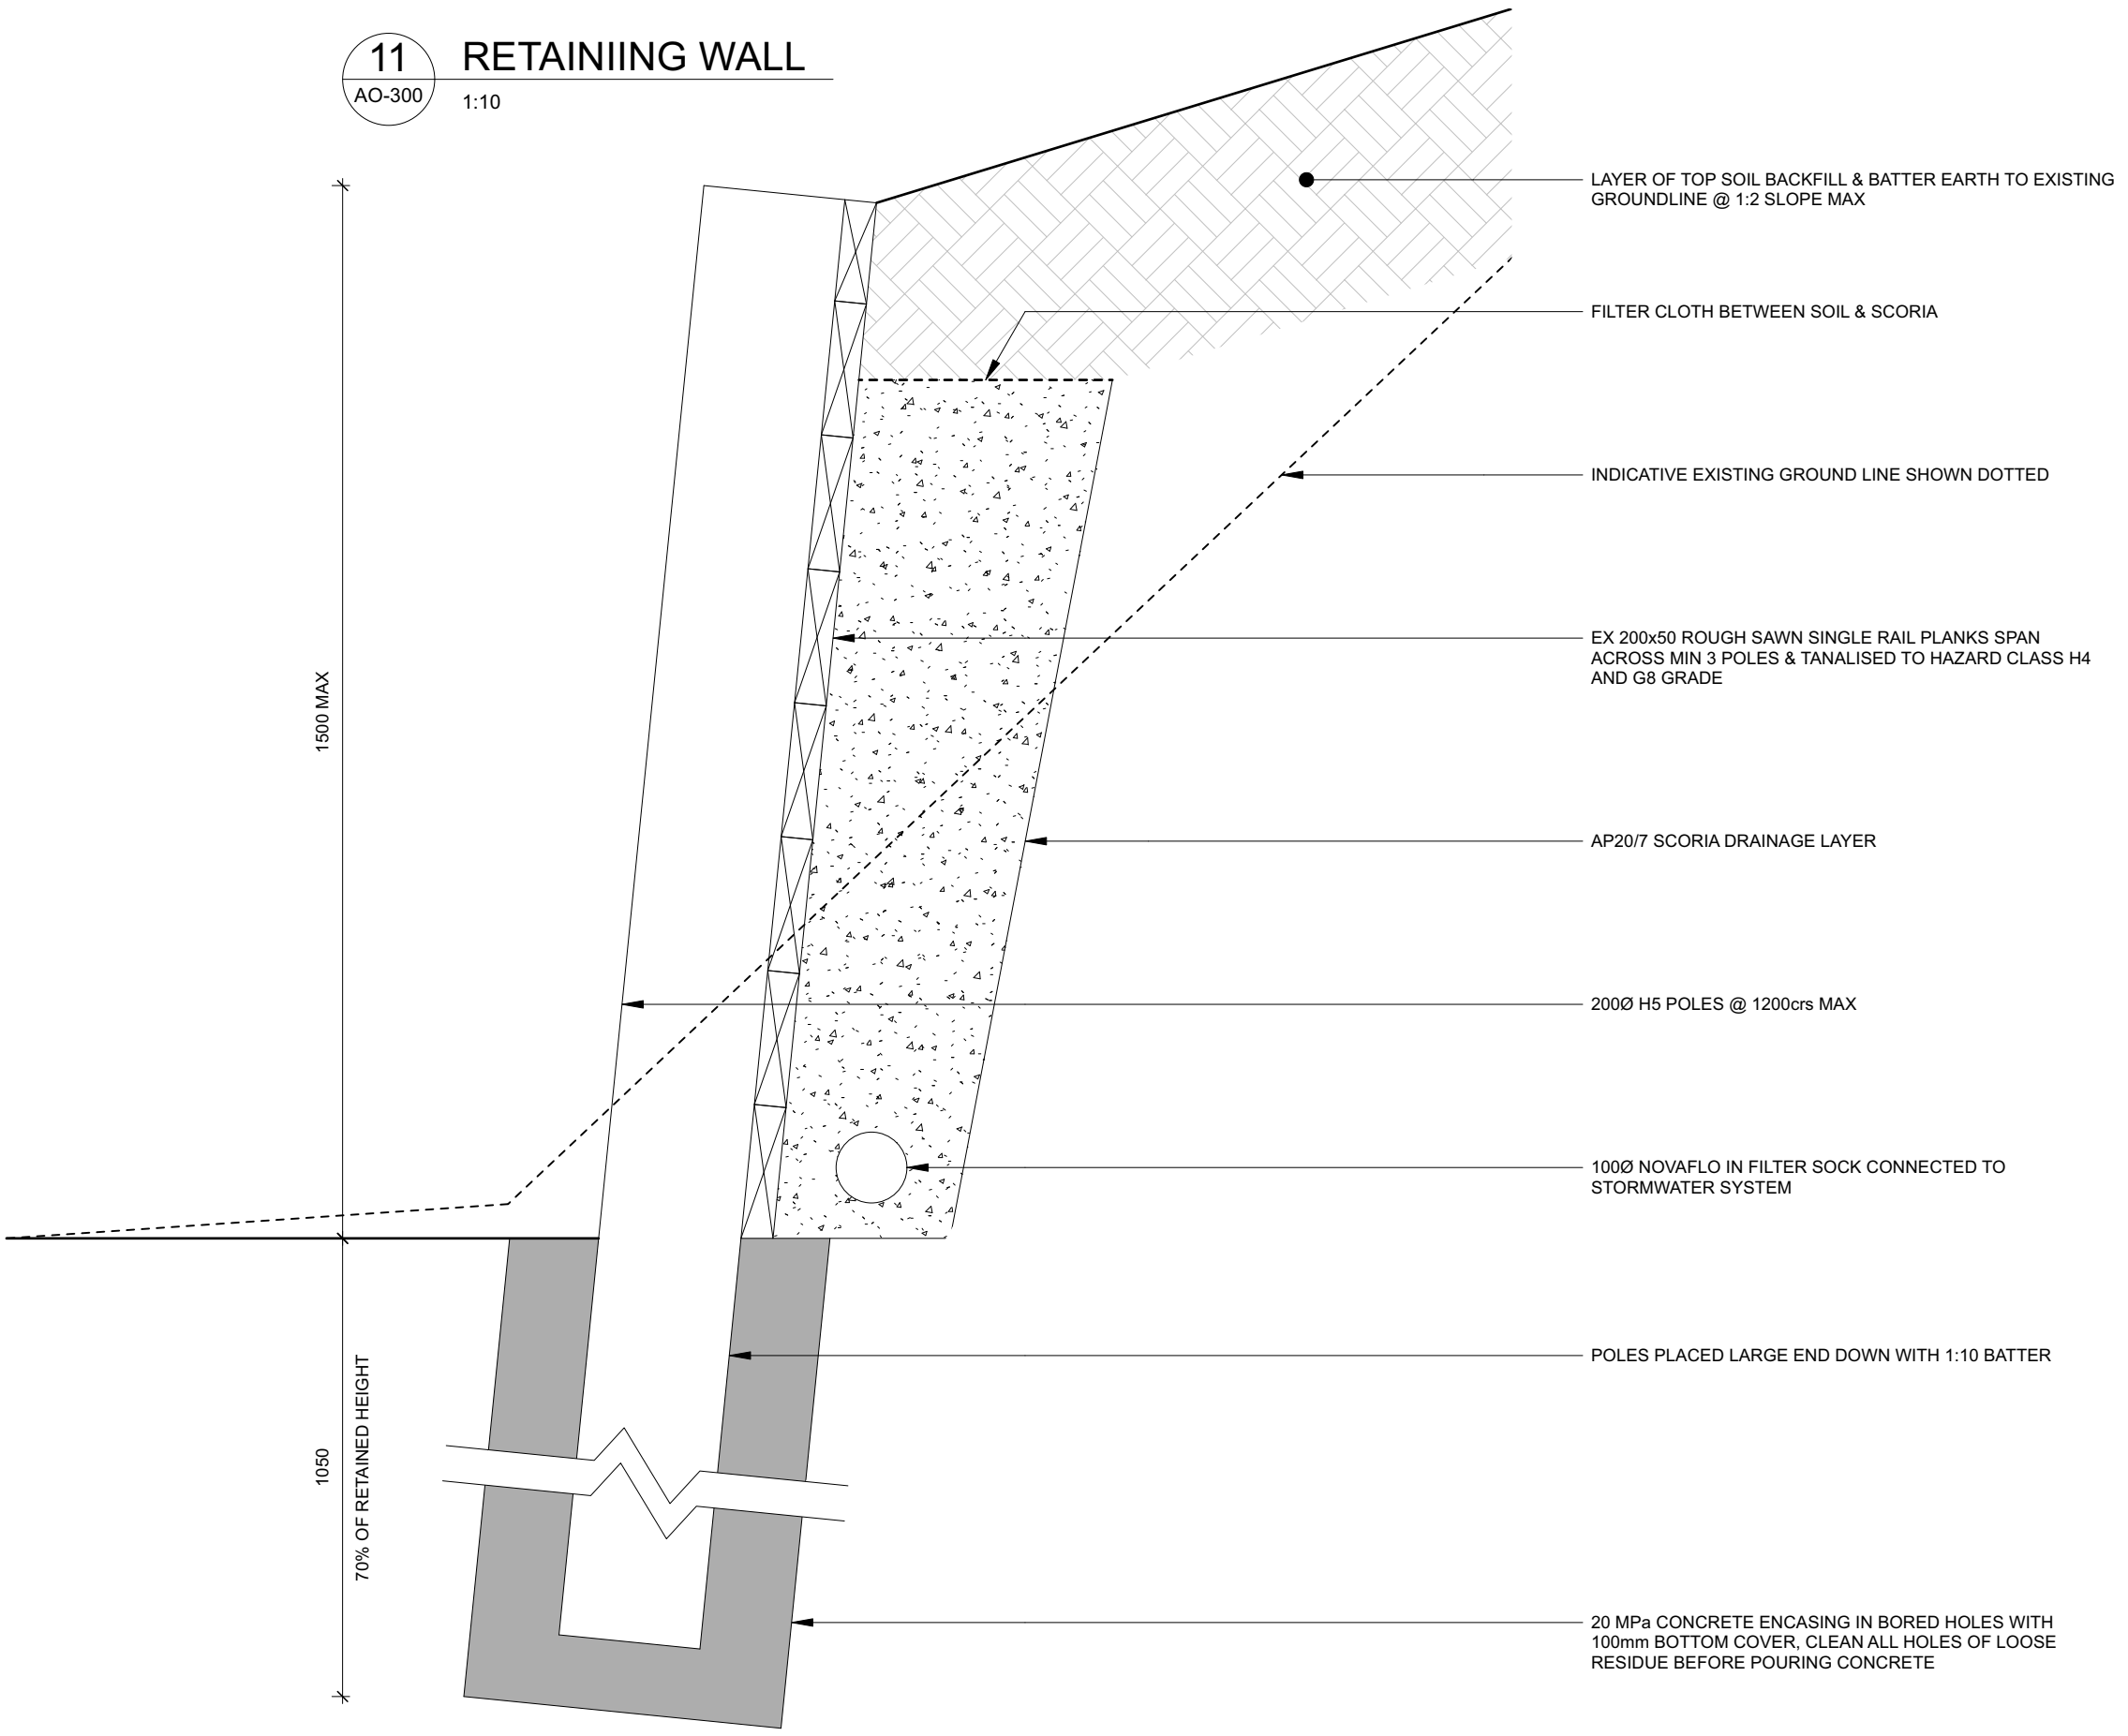 11
AO-300
RETAINIING WALL
1:10
LAYER OF TOP SOIL BACKFILL & BATTER EARTH TO EXISTING
GROUNDLINE @ 1:2 SLOPE MAX
FILTER CLOTH BETWEEN SOIL & SCORIA
INDICATIVE EXISTING GROUND LINE SHOWN DOTTED
EX 200x50 ROUGH SAWN SINGLE RAIL PLANKS SPAN
ACROSS MIN 3 POLES & TANALISED TO HAZARD CLASS H4
AND G8 GRADE
1500 MAX
AP20/7 SCORIA DRAINAGE LAYER
200Ø H5 POLES @ 1200crs MAX
100Ø NOVAFLO IN FILTER SOCK CONNECTED TO
STORMWATER SYSTEM
POLES PLACED LARGE END DOWN WITH 1:10 BATTER
1050
70% OF RETAINED HEIGHT
20 MPa CONCRETE ENCASING IN BORED HOLES WITH
100mm BOTTOM COVER, CLEAN ALL HOLES OF LOOSE
RESIDUE BEFORE POURING CONCRETE